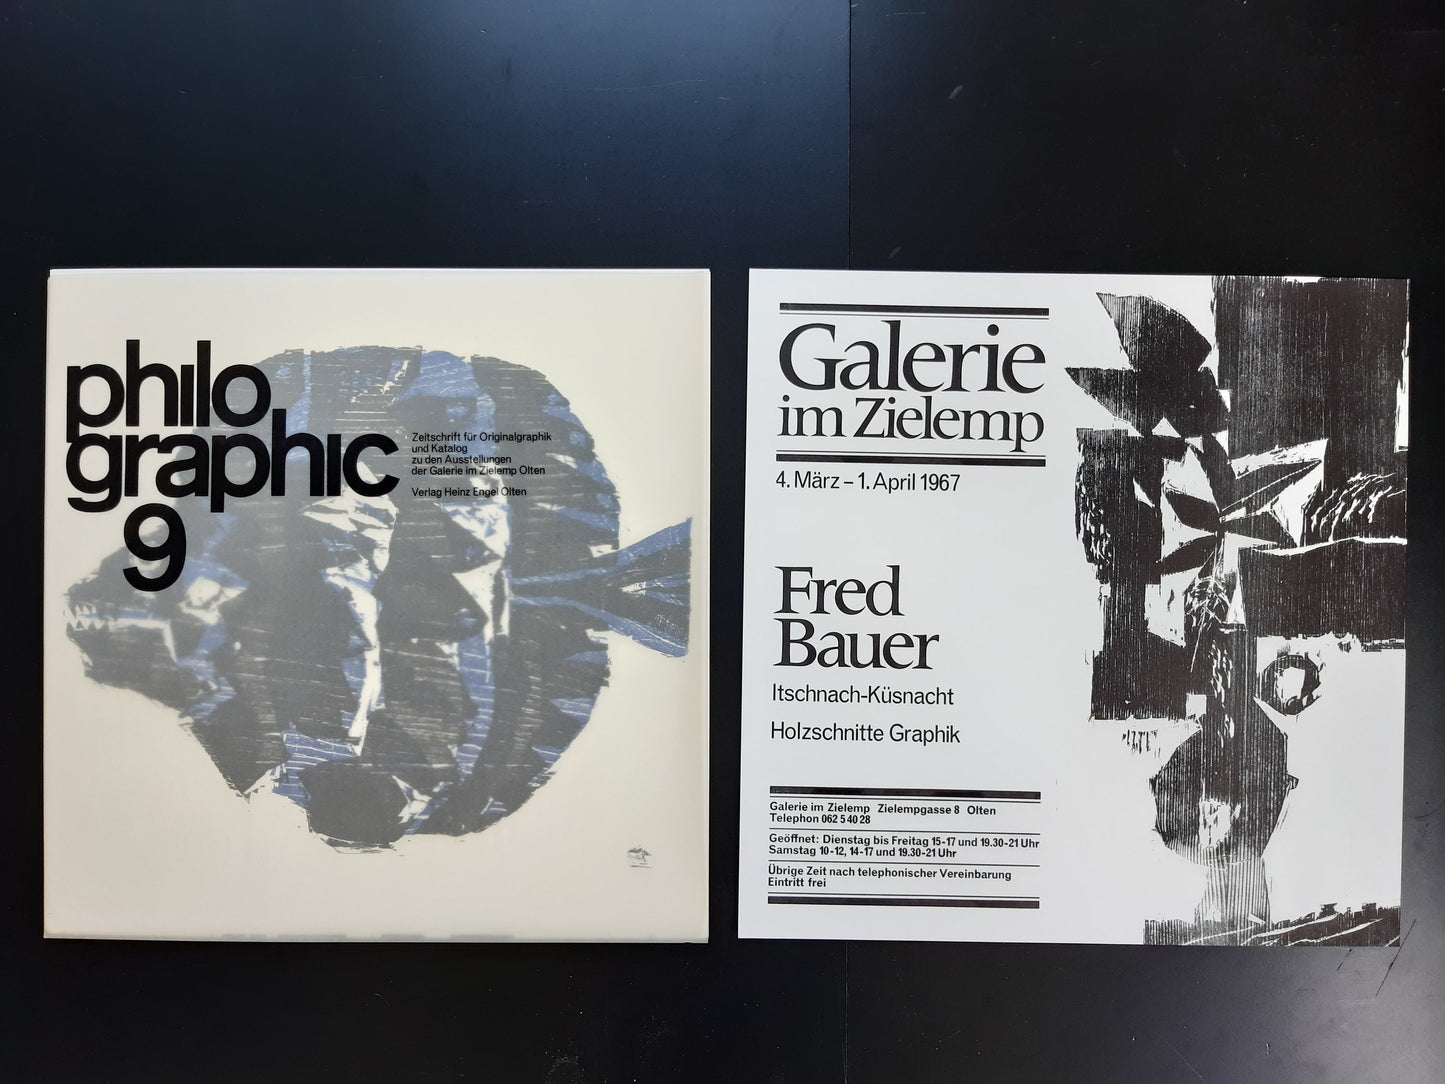 philo
graphic
9
Zeitschrift für Originalgraphik
und Katalog
zu den Ausstellungen
der Galerie im Zielemp Olten
Verlag Heinz Engel Olten
Galerie
im Zielemp
4. März – 1. April 1967
Fred
Bauer
Itschnach-Küsnacht
Holzschnitte Graphik
Galerie im Zielemp Zielempgasse 8 Olten
Telephon 062 5 40 28
Geöffnet: Dienstag bis Freitag 15-17 und 19.30-21 Uhr
Samstag 10-12, 14-17 und 19.30-21 Uhr
Übrige Zeit nach telephonischer Vereinbarung
Eintritt frei